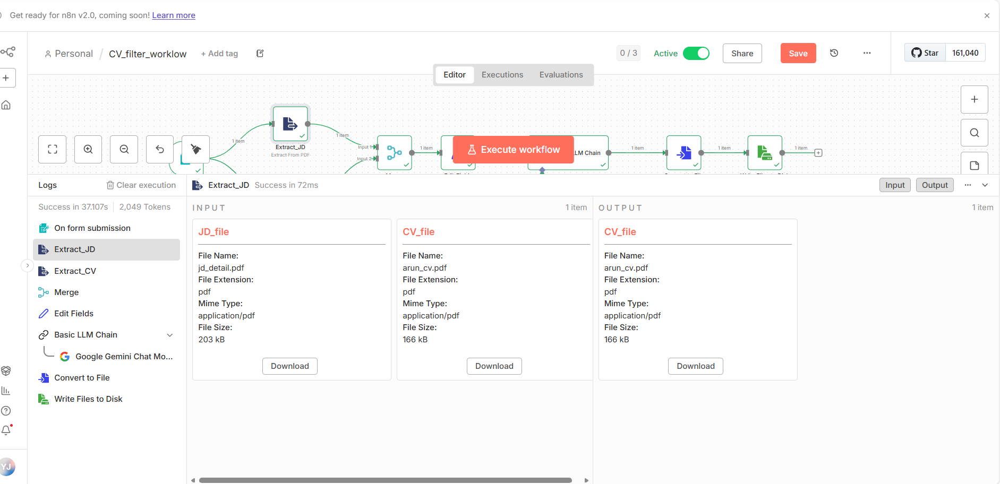 Get ready for n8n v2.0, coming soon! Learn more
Personal / CV_filter_worklow + Add tag
0 / 3 Active Share Save Star 161,040
Editor Executions Evaluations
1 item
Extract_JD
Extract From PDF
1 item
Input 1
Input 2
1 item
Execute workflow
LM Chain
1 item
1 item
1 item
Logs Clear execution
Success in 37.107s 2,049 Tokens
On form submission
Extract_JD
Extract_CV
Merge
Edit Fields
Basic LLM Chain
Google Gemini Chat Mo...
Convert to File
Write Files to Disk
YJ
Extract_JD Success in 72ms Input Output
INPUT 1 item
JD_file
File Name:
jd_detail.pdf
File Extension:
pdf
Mime Type:
application/pdf
File Size:
203 kB
Download
CV_file
File Name:
arun_cv.pdf
File Extension:
pdf
Mime Type:
application/pdf
File Size:
166 kB
Download
OUTPUT 1 item
CV_file
File Name:
arun_cv.pdf
File Extension:
pdf
Mime Type:
application/pdf
File Size:
166 kB
Download